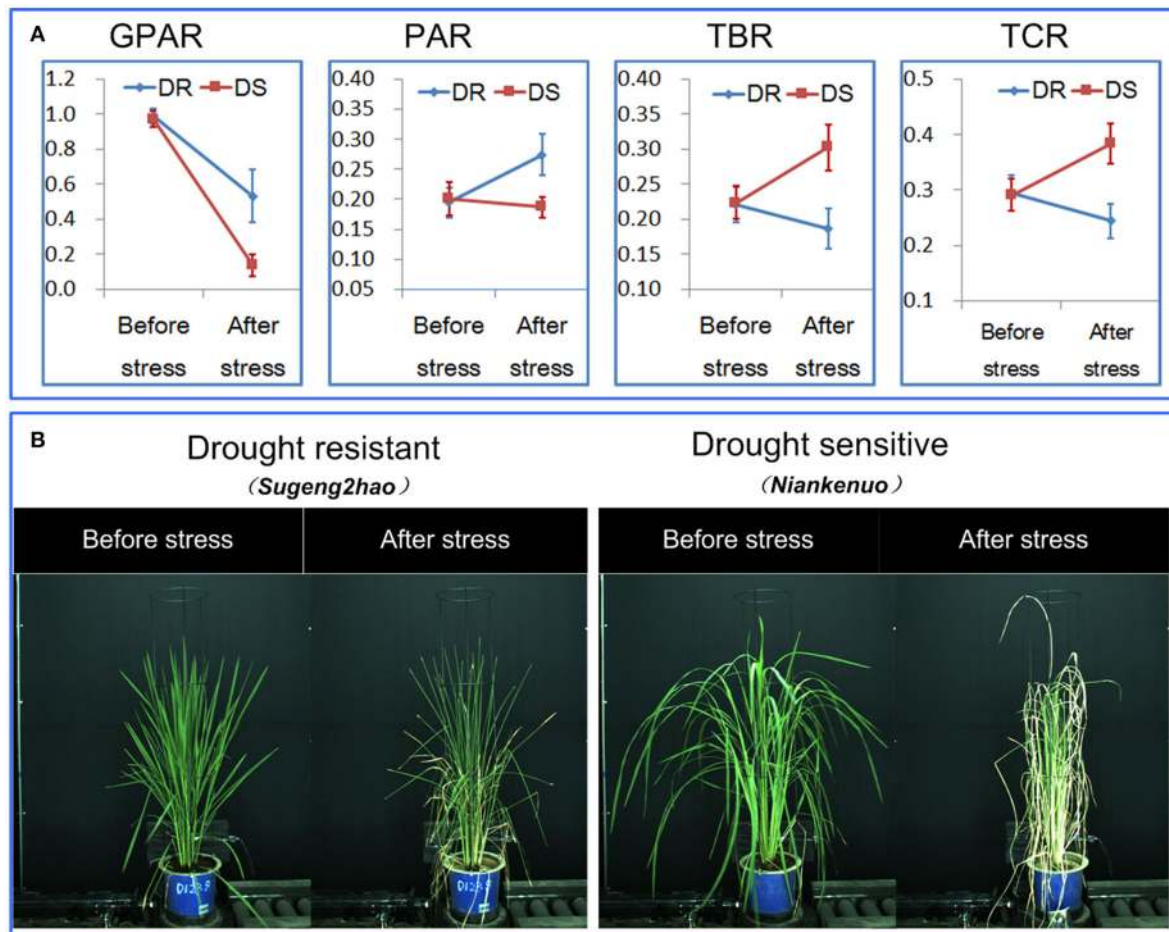 A
GPAR
PAR
TBR
TCR
DR DS
1.2
1.0
0.8
0.6
0.4
0.2
0.0
Before After
stress stress
DR DS
0.40
0.35
0.30
0.25
0.20
0.15
0.10
0.05
Before After
stress stress
DR DS
0.40
0.35
0.30
0.25
0.20
0.15
0.10
Before After
stress stress
DR DS
0.5
0.4
0.3
0.2
0.1
Before After
stress stress
B
Drought resistant
(Sugeng2hao)
Drought sensitive
(Niankenuo)
Before stress
After stress
Before stress
After stress